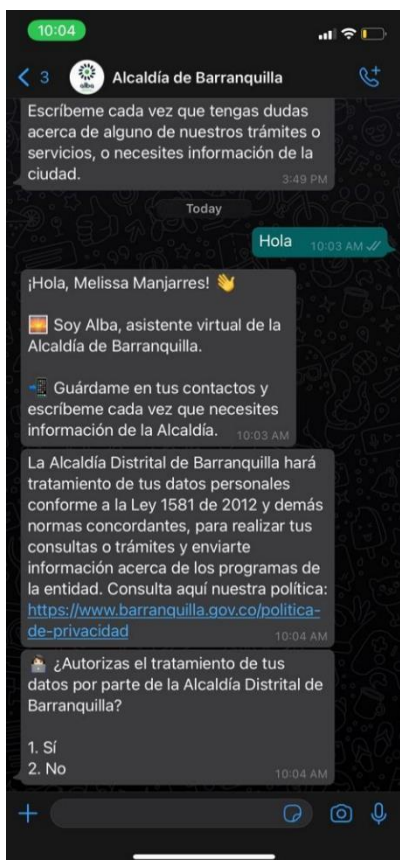 10:04
3
alba
Alcaldía de Barranquilla
Escríbeme cada vez que tengas dudas
acerca de alguno de nuestros trámites o
servicios, o necesites información de la
ciudad.
3:49 PM
Today
Hola
10:03 AM
¡Hola, Melissa Manjarres! 👋
🌅 Soy Alba, asistente virtual de la
Alcaldía de Barranquilla.
📲 Guárdame en tus contactos y
escríbeme cada vez que necesites
información de la Alcaldía.
10:03 AM
La Alcaldía Distrital de Barranquilla hará
tratamiento de tus datos personales
conforme a la Ley 1581 de 2012 y demás
normas concordantes, para realizar tus
consultas o trámites y enviarte
información acerca de los programas de
la entidad. Consulta aquí nuestra política:
https://www.barranquilla.gov.co/politica-
de-privacidad
10:04 AM
👩🏻‍💻 ¿Autorizas el tratamiento de tus
datos por parte de la Alcaldía Distrital de
Barranquilla?
1. Sí
2. No
10:04 AM